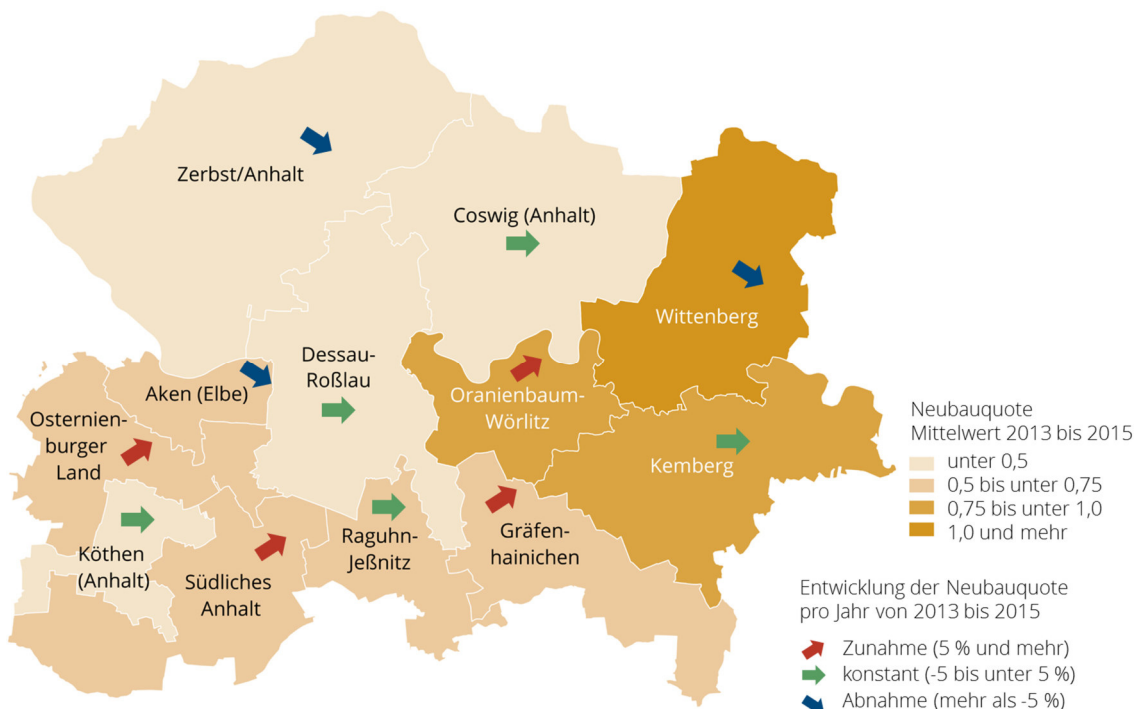 Zerbst/Anhalt
Coswig (Anhalt)
Wittenberg
Dessau-
Roßlau
Aken (Elbe)
Oranienbaum-
Wörlitz
Osternien-
burger
Land
Kemberg
Köthen
(Anhalt)
Südliches
Anhalt
Raguhn-
Jeßnitz
Gräfen-
hainichen
Neubauquote
Mittelwert 2013 bis 2015
unter 0,5
0,5 bis unter 0,75
0,75 bis unter 1,0
1,0 und mehr
Entwicklung der Neubauquote
pro Jahr von 2013 bis 2015
Zunahme (5 % und mehr)
konstant (-5 bis unter 5 %)
Abnahme (mehr als -5 %)